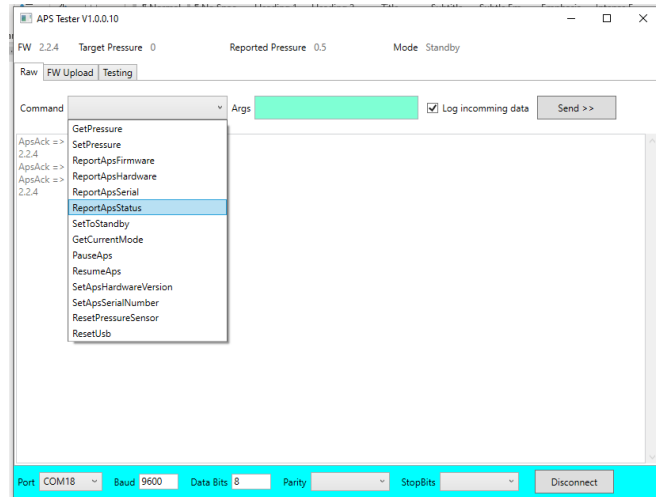 APS Tester V1.0.0.10
FW 2.2.4 Target Pressure 0 Reported Pressure 0.5 Mode Standby
Raw FW Upload Testing
Command Args Log incomming data Send >>
GetPressure
SetPressure
ReportApsFirmware
ReportApsHardware
ReportApsSerial
ReportApsStatus
SetToStandby
GetCurrentMode
PauseAps
ResumeAps
SetApsHardwareVersion
SetApsSerialNumber
ResetPressureSensor
ResetUsb
ApsAck =>
2.2.4
ApsAck =>
ApsAck =>
2.2.4
Port COM18 Baud 9600 Data Bits 8 Parity StopBits Disconnect